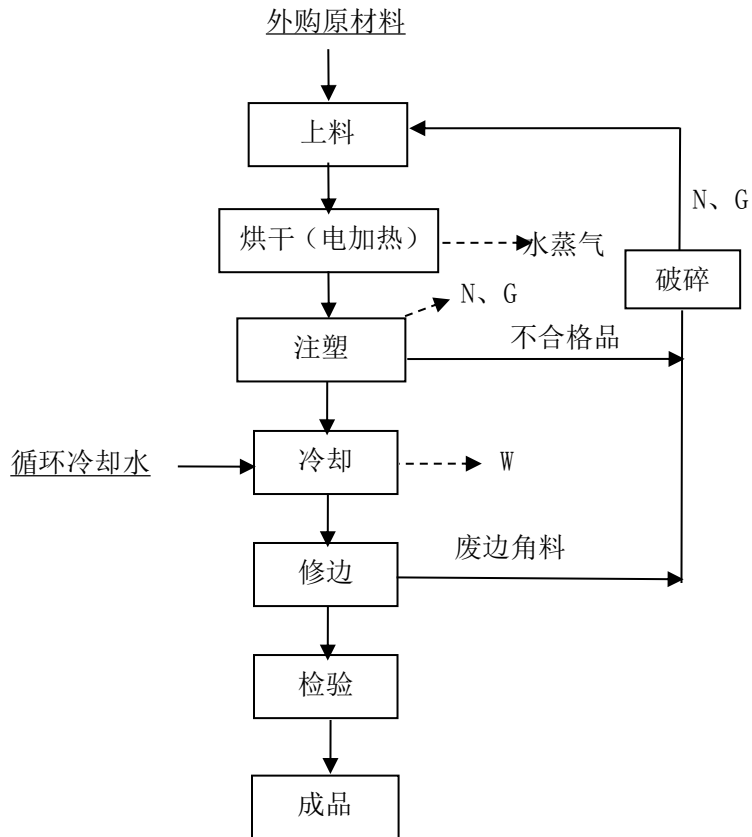 外购原材料
上料
N、G
烘干（电加热）
水蒸气
破碎
N、G
注塑
不合格品
循环冷却水
冷却
W
废边角料
修边
检验
成品